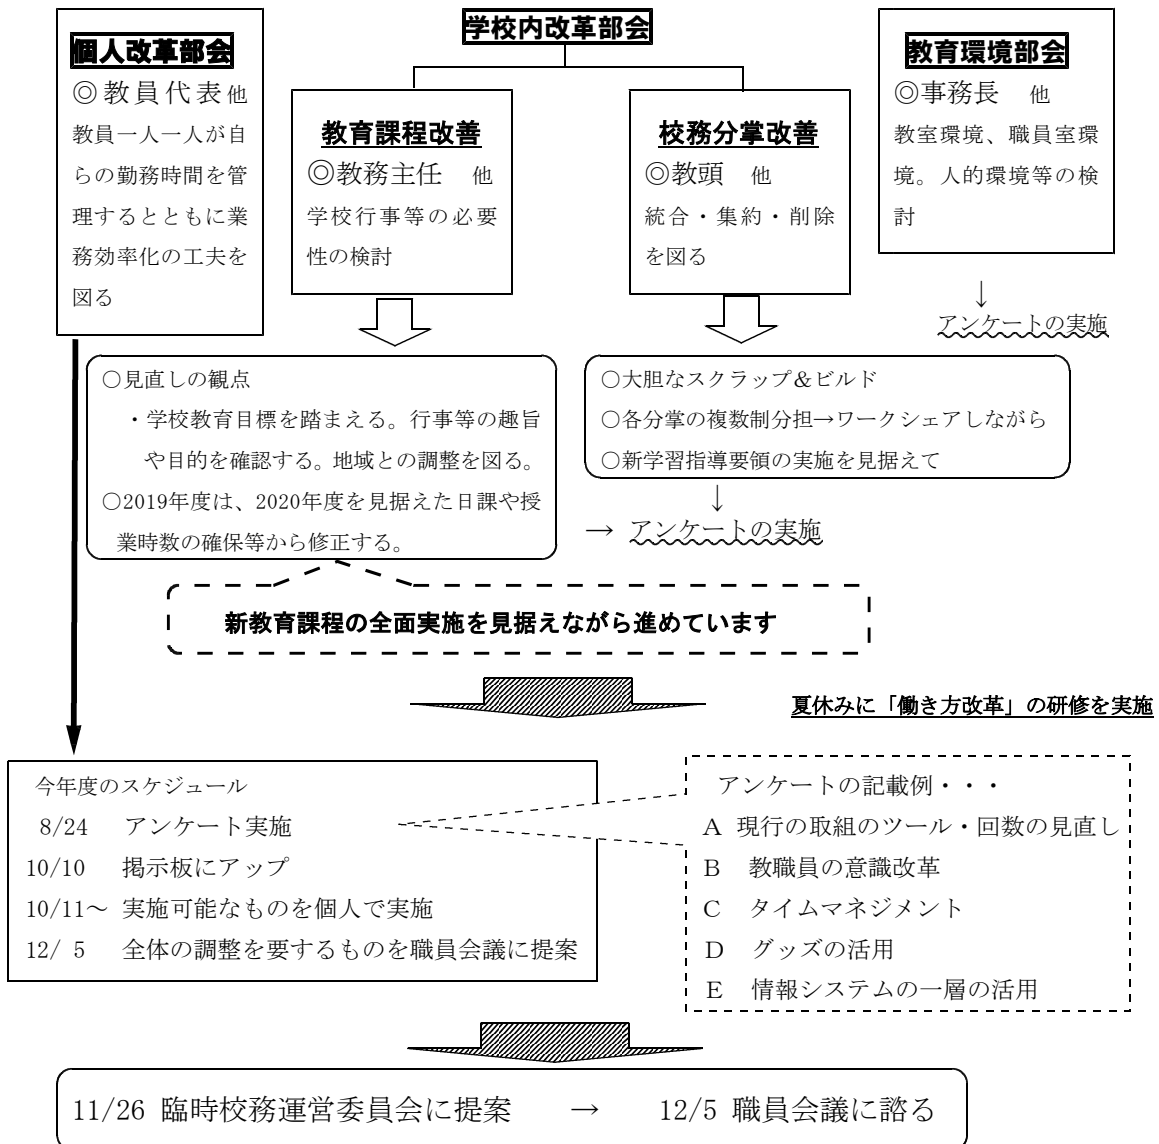 学校内改革部会
個人改革部会
◎教員代表他
教員一人一人が自
らの勤務時間を管
理するとともに業
務効率化の工夫を
図る
教育課程改善
◎教務主任 他
学校行事等の必要
性の検討
校務分掌改善
◎教頭 他
統合・集約・削除
を図る
教育環境部会
◎事務長 他
教室環境、職員室環
境。人的環境等の検
討
↓
アンケートの実施
○見直しの観点
・学校教育目標を踏まえる。行事等の趣旨
や目的を確認する。地域との調整を図る。
○2019年度は、2020年度を見据えた日課や授
業時数の確保等から修正する。
○大胆なスクラップ&ビルド
○各分掌の複数制分担→ワークシェアしながら
○新学習指導要領の実施を見据えて
↓
→ アンケートの実施
新教育課程の全面実施を見据えながら進めています
夏休みに「働き方改革」の研修を実施
今年度のスケジュール
8/24 アンケート実施
10/10 掲示板にアップ
10/11～ 実施可能なものを個人で実施
12/ 5 全体の調整を要するものを職員会議に提案
アンケートの記載例・・・
A 現行の取組のツール・回数の見直し
B 教職員の意識改革
C タイムマネジメント
D グッズの活用
E 情報システムの一層の活用
11/26 臨時校務運営委員会に提案 → 12/5 職員会議に諮る